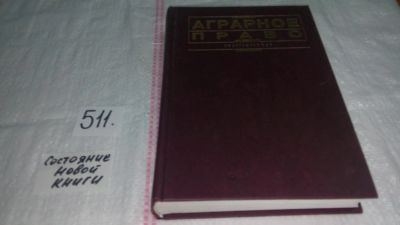 АГРАРНОЕ
ПРАВО
511.
Состояние
новой
книги